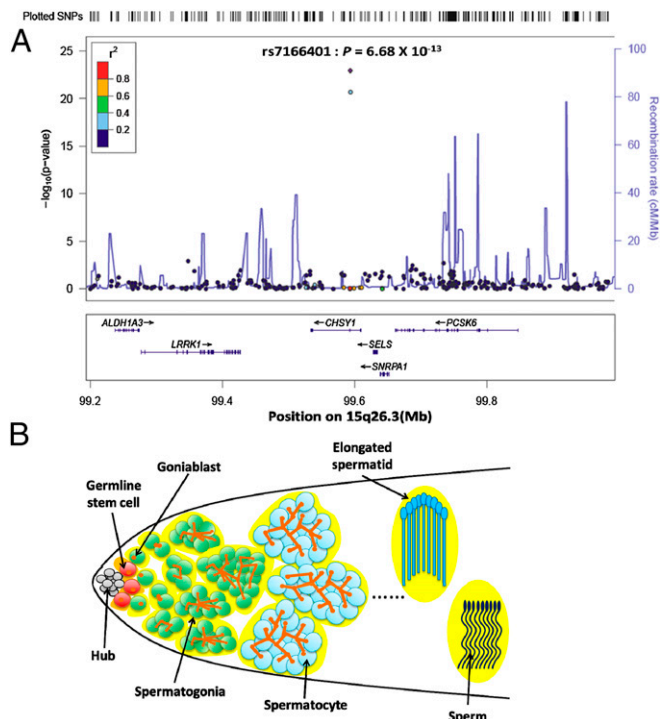 Plotted SNPs
A
rs7166401 : P = 6.68 X 10⁻¹³
r²
0.8
0.6
0.4
0.2
25
20
15
10
5
0
−log₁₀(p-value)
100
80
60
40
20
0
Recombination rate (cM/Mb)
ALDH1A3
CHSY1
PCSK6
LRRK1
SELS
SNRPA1
99.2
99.4
99.6
99.8
Position on 15q26.3(Mb)
B
Elongated
spermatid
Goniablast
Germline
stem cell
Hub
Spermatogonia
Spermatocyte
Sperm